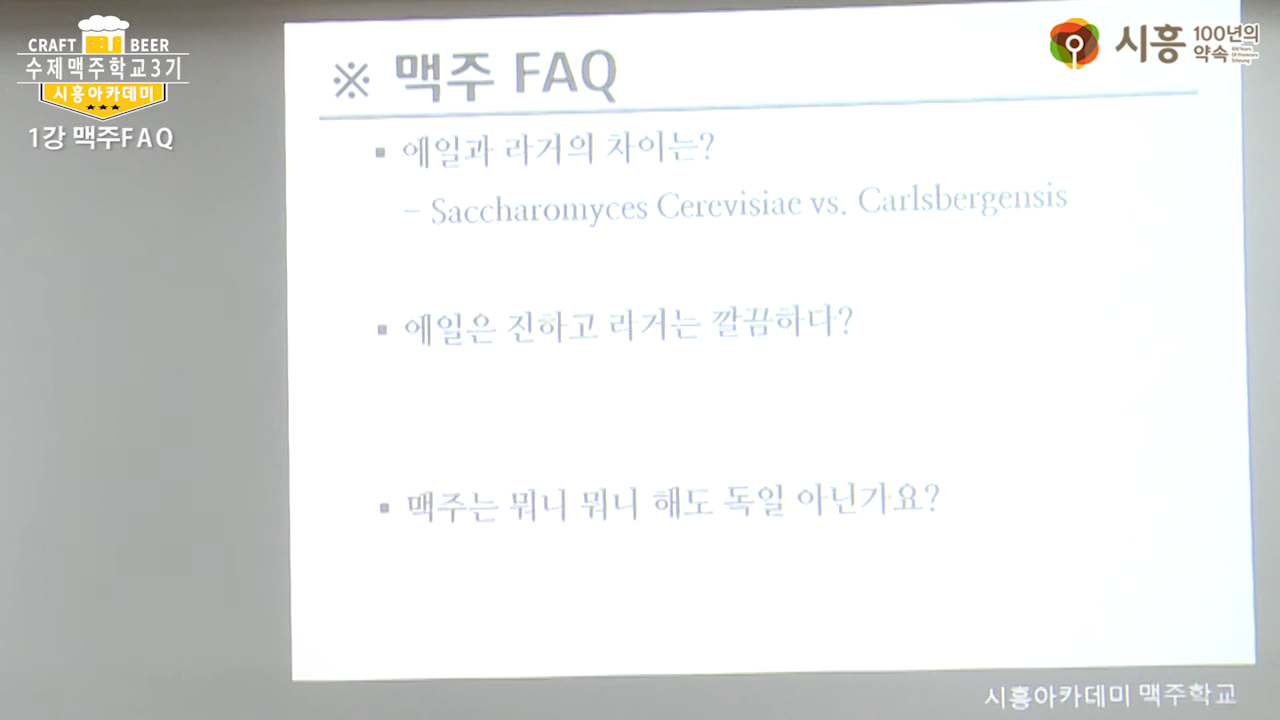 CRAFT BEER
수제맥주학교3기
시흥아카데미
1강 맥주FAQ
시흥 100년의 약속
※ 맥주 FAQ
▪ 에일과 라거의 차이는?
– Saccharomyces Cerevisiae vs. Carlsbergensis
▪ 에일은 진하고 라거는 깔끔하다?
▪ 맥주는 뭐니 뭐니 해도 독일 아닌가요?
시흥아카데미 맥주학교